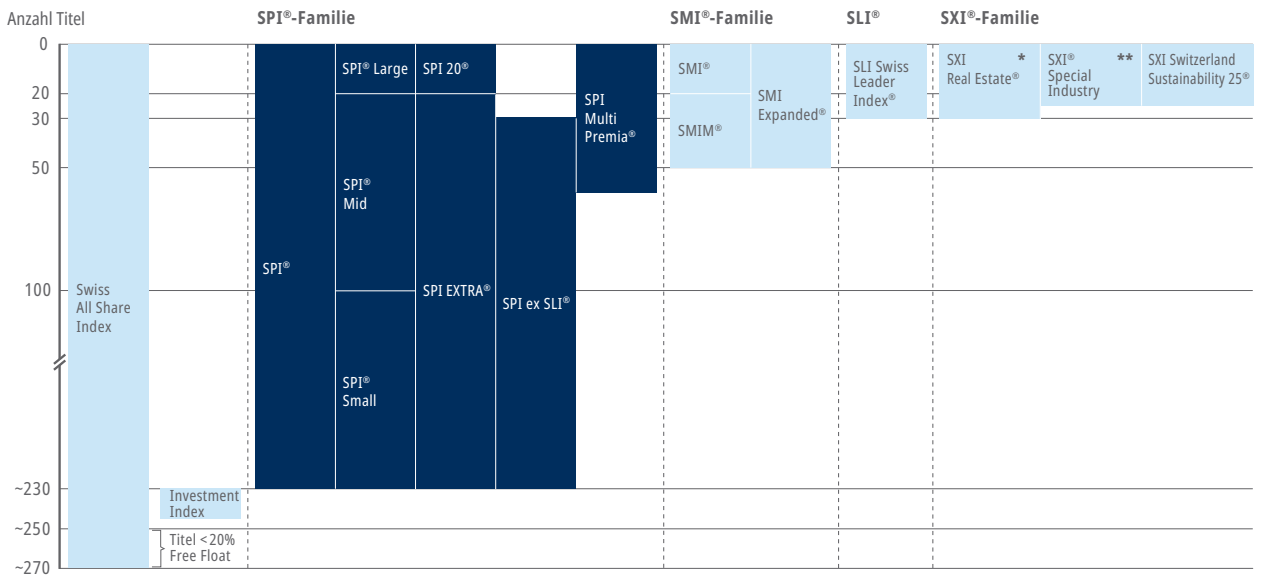 Anzahl Titel
SPI®-Familie
SMI®-Familie
SLI®
SXI®-Familie
0
20
30
50
100
~230
~250
~270
Swiss
All Share
Index
Investment
Index
Titel <20%
Free Float
SPI®
SPI® Large
SPI®
Mid
SPI®
Small
SPI 20®
SPI EXTRA®
SPI ex SLI®
SPI
Multi
Premia®
SMI®
SMIM®
SMI
Expanded®
SLI Swiss
Leader
Index®
SXI *
Real Estate®
SXI® **
Special
Industry
SXI Switzerland
Sustainability 25®